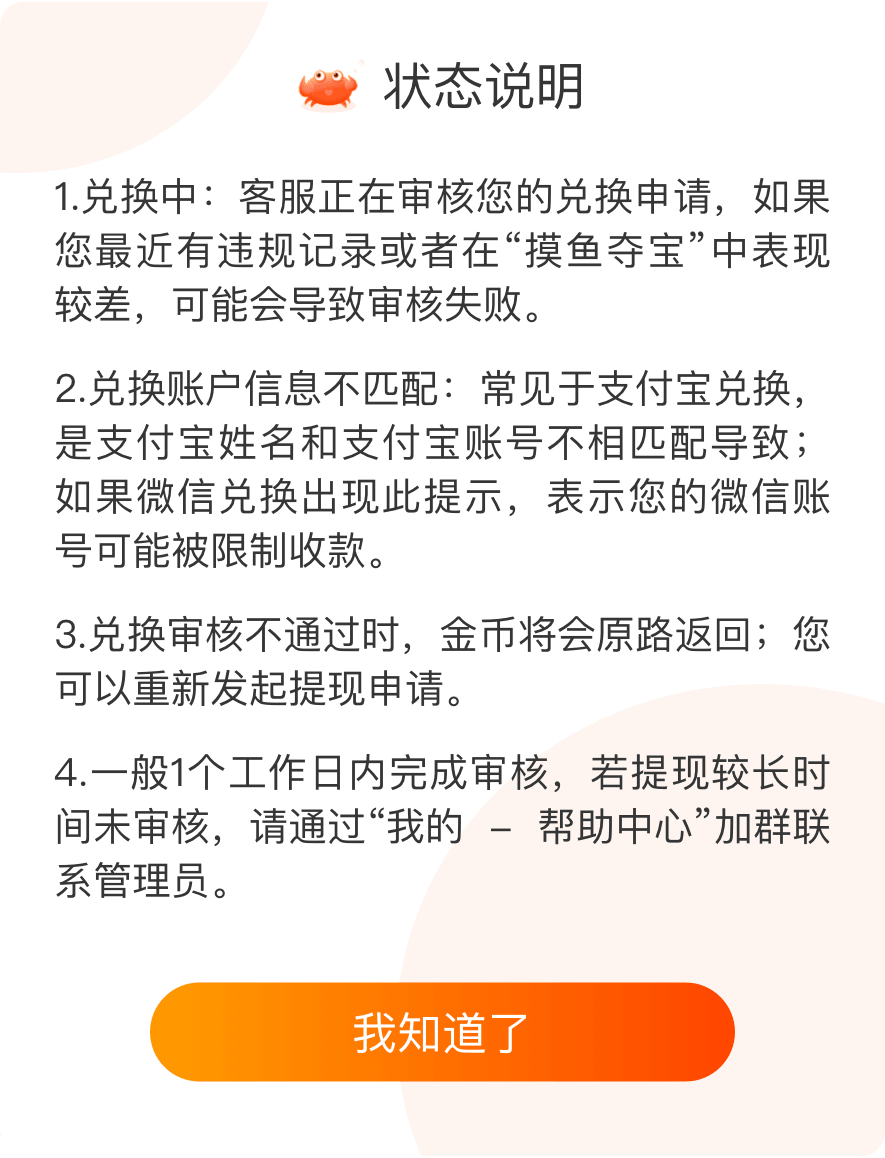 状态说明
1.兑换中：客服正在审核您的兑换申请，如果
您最近有违规记录或者在“摸鱼夺宝”中表现
较差，可能会导致审核失败。
2.兑换账户信息不匹配：常见于支付宝兑换，
是支付宝姓名和支付宝账号不相匹配导致；
如果微信兑换出现此提示，表示您的微信账
号可能被限制收款。
3.兑换审核不通过时，金币将会原路返回；您
可以重新发起提现申请。
4.一般1个工作日内完成审核，若提现较长时
间未审核，请通过“我的 – 帮助中心”加群联
系管理员。
我知道了